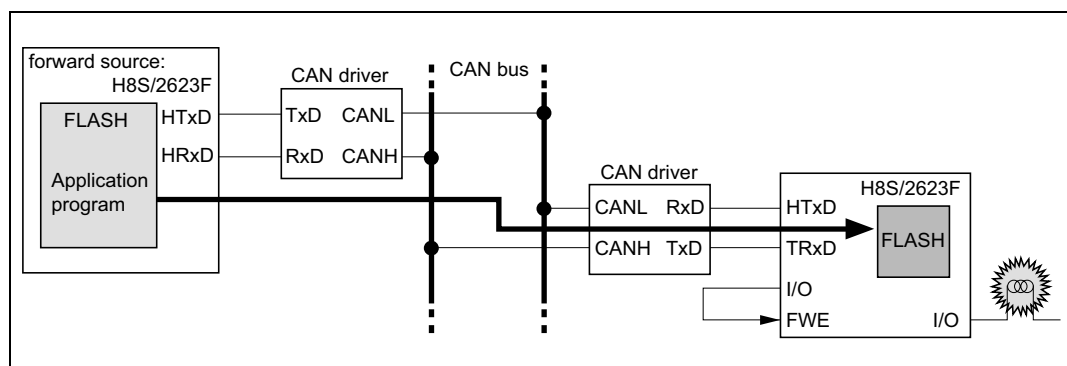 forward source:
H8S/2623F
FLASH
Application
program
HTxD
HRxD
CAN driver
TxD CANL
RxD CANH
CAN bus
CAN driver
CANL RxD
CANH TxD
H8S/2623F
HTxD
TRxD
FLASH
I/O
FWE
I/O